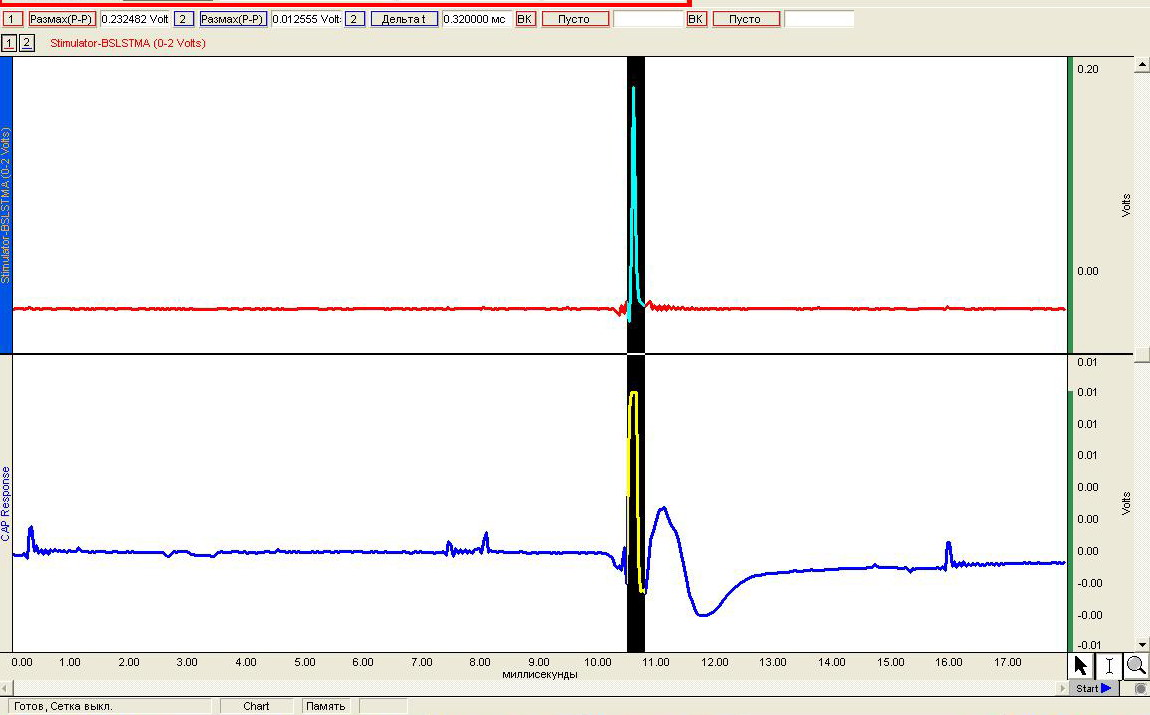 1 Размах(P-P) 0.232482 Volt 2 Размах(P-P) 0.012555 Volt 2 Дельта t 0.320000 мс ВК Пусто ВК Пусто
1 2 Stimulator-BSLSTMA (0-2 Volts)
Stimulator-BSLSTMA (0-2 Volts)
0.20
0.00
Volts
CAP Response
0.01
0.01
0.01
0.01
0.00
0.00
0.00
-0.00
-0.00
-0.01
Volts
0.00 1.00 2.00 3.00 4.00 5.00 6.00 7.00 8.00 9.00 10.00 11.00 12.00 13.00 14.00 15.00 16.00 17.00
миллисекунды
Start
Готов, Сетка выкл. Chart Память